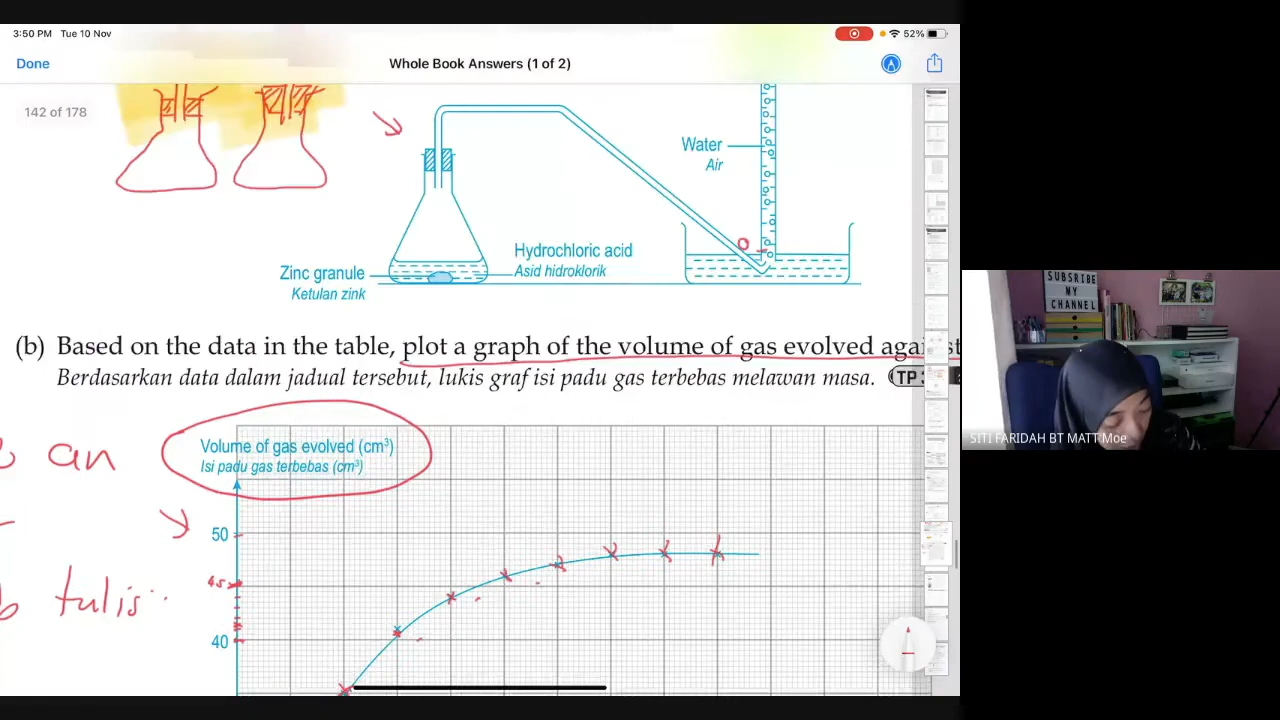 3:50 PM Tue 10 Nov
52%
Done
Whole Book Answers (1 of 2)
142 of 178
Water
Air
Hydrochloric acid
Asid hidroklorik
Zinc granule
Ketulan zink
(b) Based on the data in the table, plot a graph of the volume of gas evolved against
Berdasarkan data dalam jadual tersebut, lukis graf isi padu gas terbebas melawan masa. TP
an
Volume of gas evolved (cm³)
Isi padu gas terbebas (cm³)
50
45
tulis
40
SUBSRIBE
MY
CHANNEL
SITI FARIDAH BT MATT Moe